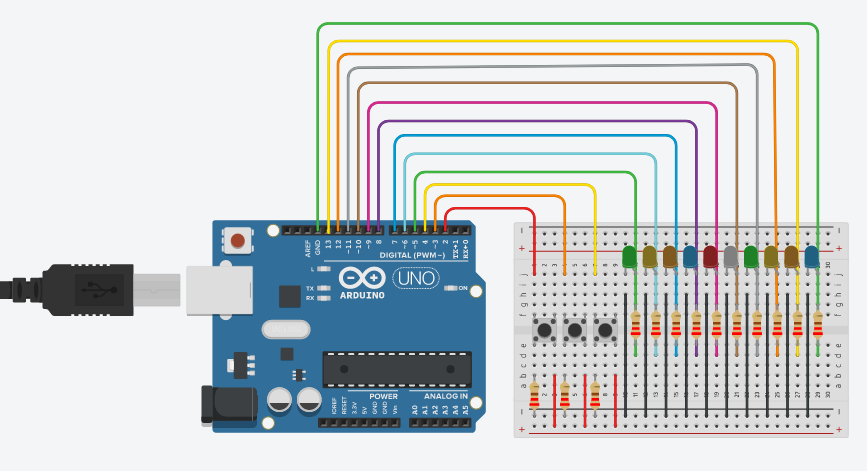 AREF GND 13 12 ~11 ~10 ~9 8 7 ~6 ~5 4 ~3 2 TX→1 RX←0
DIGITAL (PWM~)
L
TX
RX
ARDUINO
UNO
ON
POWER
ANALOG IN
IOREF RESET 3.3V 5V GND GND Vin A0 A1 A2 A3 A4 A5
- -
+ +
j j
i i
h h
g g
f f
e e
d d
c c
b b
a a
- -
+ +